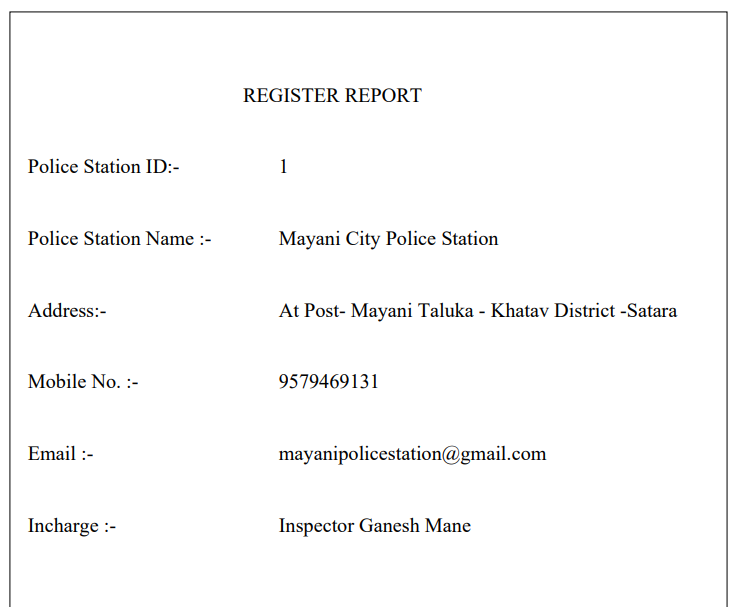 REGISTER REPORT
Police Station ID:- 1
Police Station Name :- Mayani City Police Station
Address:- At Post- Mayani Taluka - Khatav District -Satara
Mobile No. :- 9579469131
Email :- mayanipolicestation@gmail.com
Incharge :- Inspector Ganesh Mane